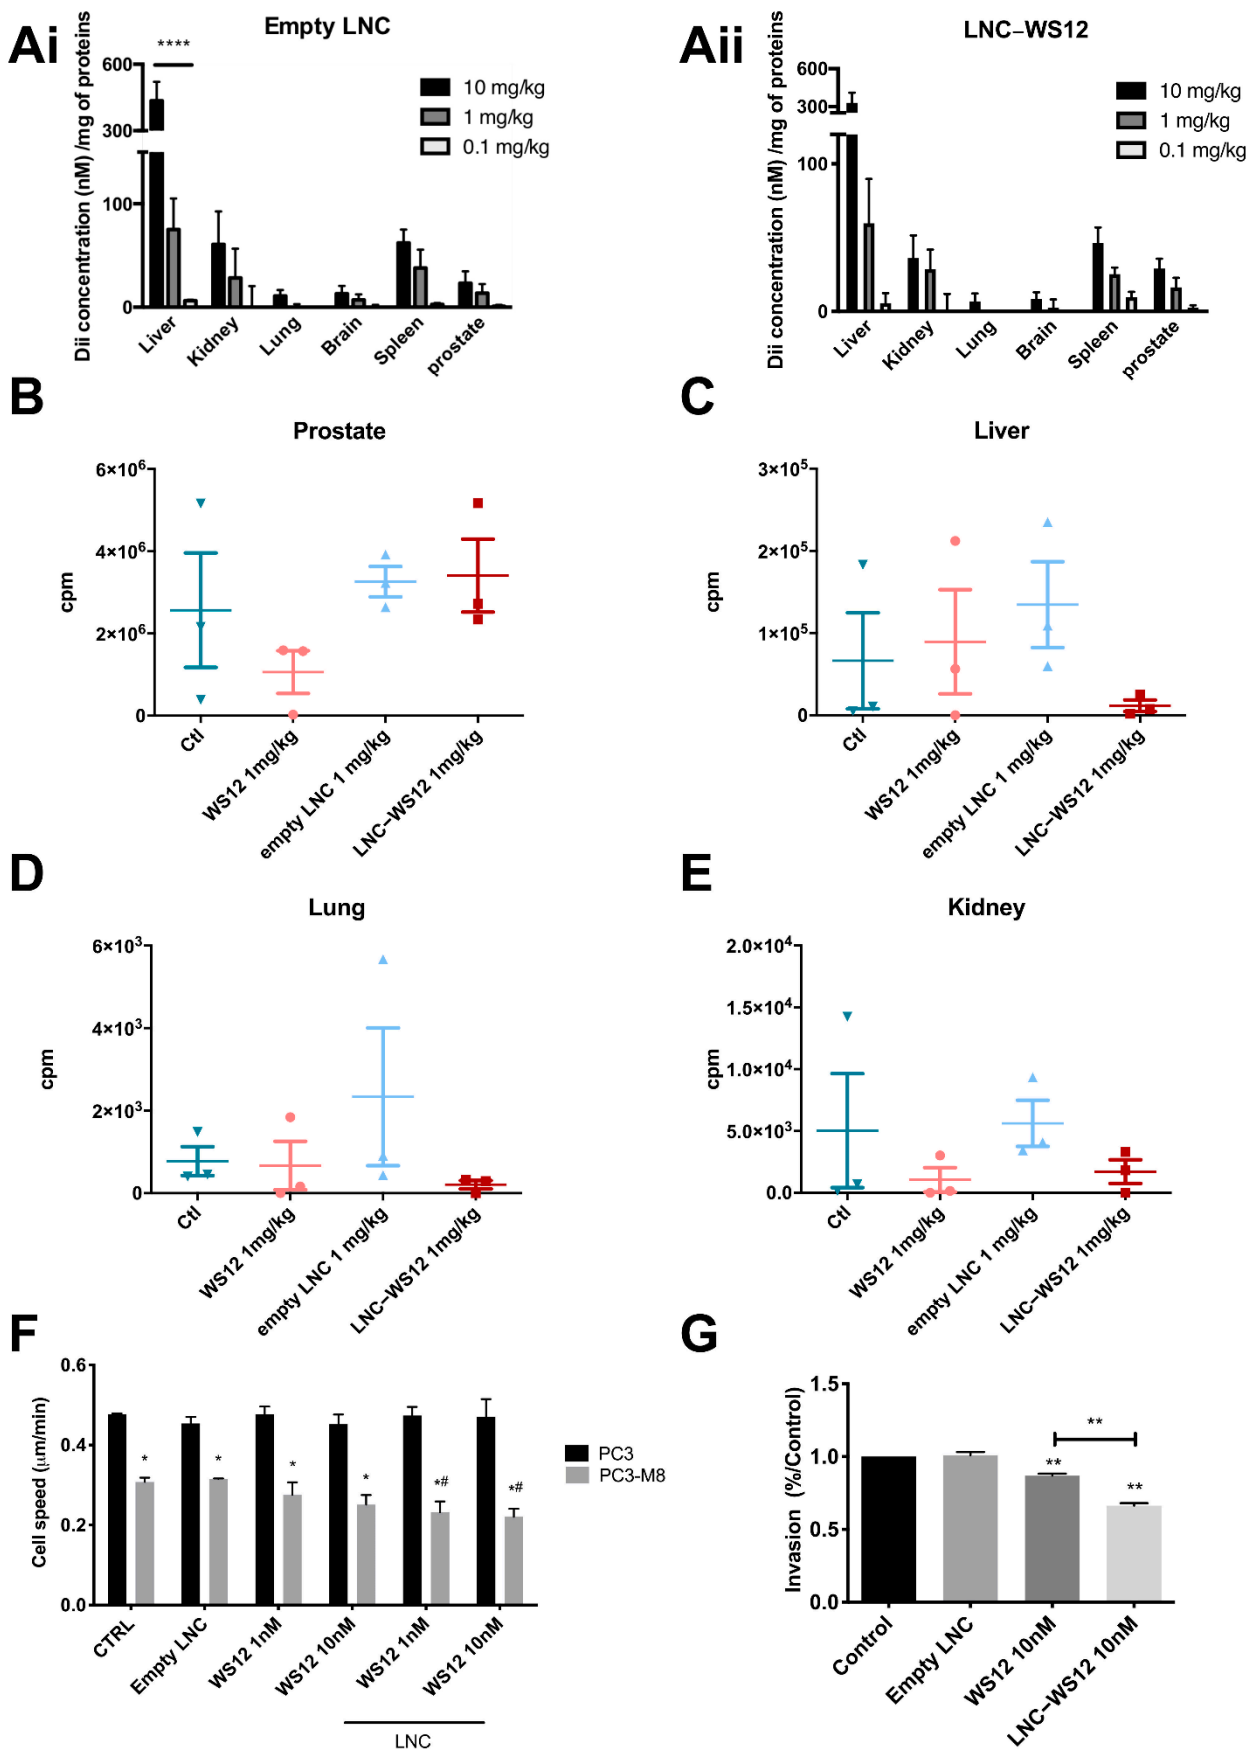 Ai
Empty LNC
Dii concentration (nM) /mg of proteins
****
600
300
100
0
10 mg/kg
1 mg/kg
0.1 mg/kg
Liver
Kidney
Lung
Brain
Spleen
prostate
Aii
LNC–WS12
Dii concentration (nM) /mg of proteins
600
300
100
0
10 mg/kg
1 mg/kg
0.1 mg/kg
Liver
Kidney
Lung
Brain
Spleen
prostate
B
Prostate
cpm
6×10⁶
4×10⁶
2×10⁶
0
Ctl
WS12 1mg/kg
empty LNC 1 mg/kg
LNC–WS12 1mg/kg
C
Liver
cpm
3×10⁵
2×10⁵
1×10⁵
0
Ctl
WS12 1mg/kg
empty LNC 1 mg/kg
LNC–WS12 1mg/kg
D
Lung
cpm
6×10³
4×10³
2×10³
0
Ctl
WS12 1mg/kg
empty LNC 1 mg/kg
LNC–WS12 1mg/kg
E
Kidney
cpm
2.0×10⁴
1.5×10⁴
1.0×10⁴
5.0×10³
0.0
Ctl
WS12 1mg/kg
empty LNC 1 mg/kg
LNC–WS12 1mg/kg
F
Cell speed (μm/min)
0.6
0.4
0.2
0.0
*
*
*
*
*#
*#
PC3
PC3-M8
CTRL
Empty LNC
WS12 1nM
WS12 10nM
WS12 1nM
WS12 10nM
LNC
G
Invasion (%/Control)
1.5
1.0
0.5
0.0
**
**
**
Control
Empty LNC
WS12 10nM
LNC–WS12 10nM